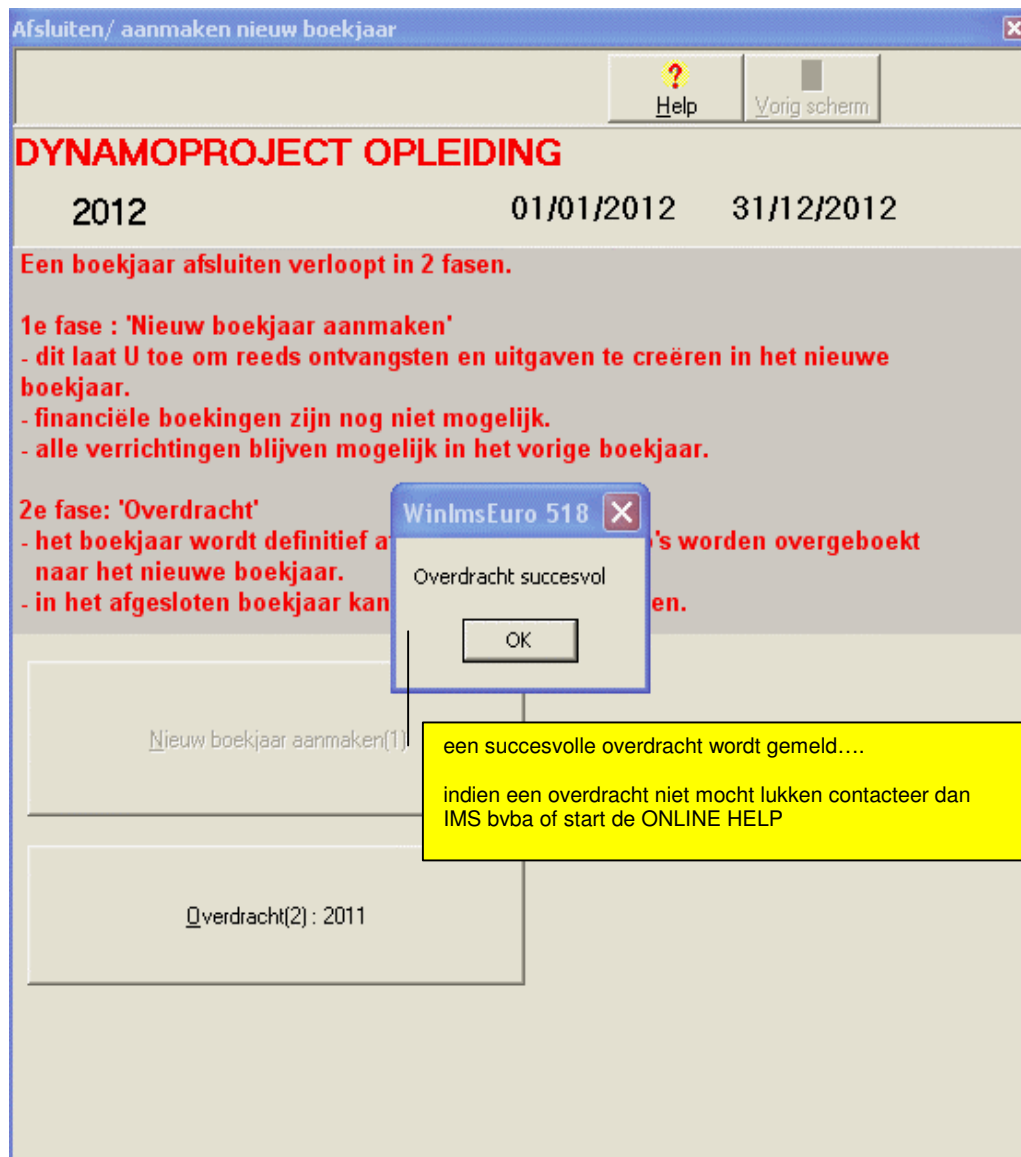 Afsluiten/ aanmaken nieuw boekjaar
?
Help Vorig scherm
DYNAMOPROJECT OPLEIDING
2012 01/01/2012 31/12/2012
Een boekjaar afsluiten verloopt in 2 fasen.
1e fase : 'Nieuw boekjaar aanmaken'
- dit laat U toe om reeds ontvangsten en uitgaven te creëren in het nieuwe
boekjaar.
- financiële boekingen zijn nog niet mogelijk.
- alle verrichtingen blijven mogelijk in het vorige boekjaar.
2e fase: 'Overdracht'
- het boekjaar wordt definitief 's worden overgeboekt
naar het nieuwe boekjaar.
- in het afgesloten boekjaar kan en.
WinImsEuro 518
Overdracht succesvol
OK
Nieuw boekjaar aanmaken(1)
een succesvolle overdracht wordt gemeld....
indien een overdracht niet mocht lukken contacteer dan
IMS bvba of start de ONLINE HELP
Overdracht(2) : 2011